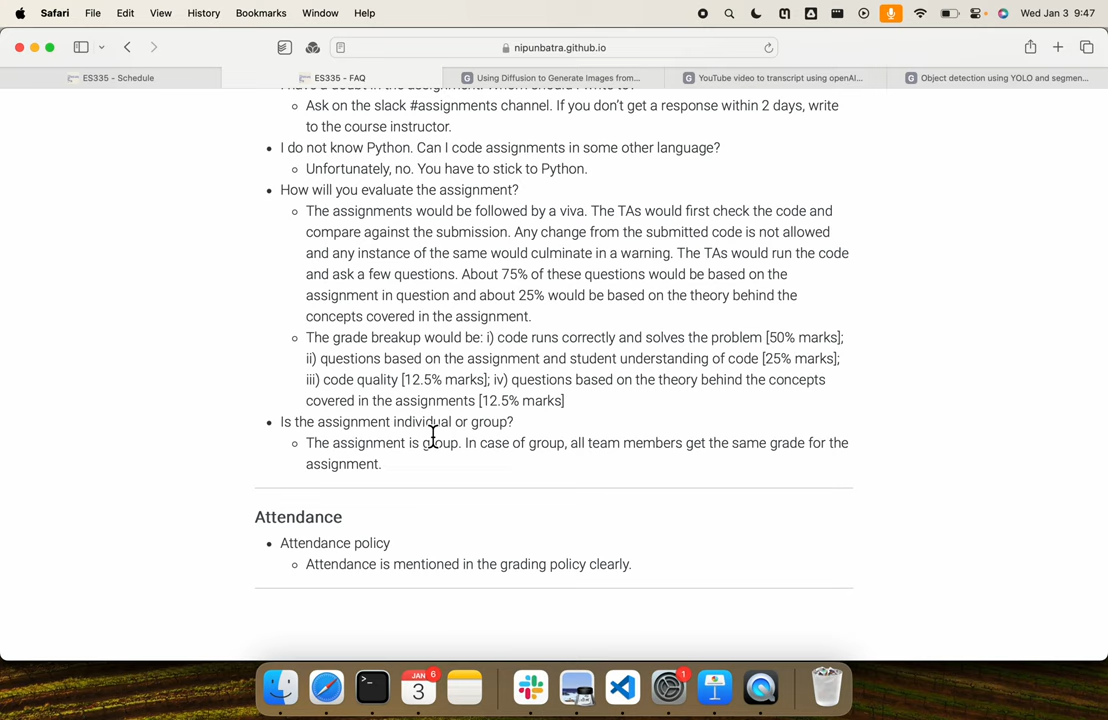 Safari File Edit View History Bookmarks Window Help
Wed Jan 3 9:47
nipunbatra.github.io
ES335 - Schedule
ES335 - FAQ
Using Diffusion to Generate Images from...
YouTube video to transcript using openAI...
Object detection using YOLO and segmen...
I have a doubt in the assignment. Whom should I write to?
Ask on the slack #assignments channel. If you don't get a response within 2 days, write
to the course instructor.
I do not know Python. Can I code assignments in some other language?
Unfortunately, no. You have to stick to Python.
How will you evaluate the assignment?
The assignments would be followed by a viva. The TAs would first check the code and
compare against the submission. Any change from the submitted code is not allowed
and any instance of the same would culminate in a warning. The TAs would run the code
and ask a few questions. About 75% of these questions would be based on the
assignment in question and about 25% would be based on the theory behind the
concepts covered in the assignment.
The grade breakup would be: i) code runs correctly and solves the problem [50% marks];
ii) questions based on the assignment and student understanding of code [25% marks];
iii) code quality [12.5% marks]; iv) questions based on the theory behind the concepts
covered in the assignments [12.5% marks]
Is the assignment individual or group?
The assignment is group. In case of group, all team members get the same grade for the
assignment.
Attendance
Attendance policy
Attendance is mentioned in the grading policy clearly.
JAN
3
6
1